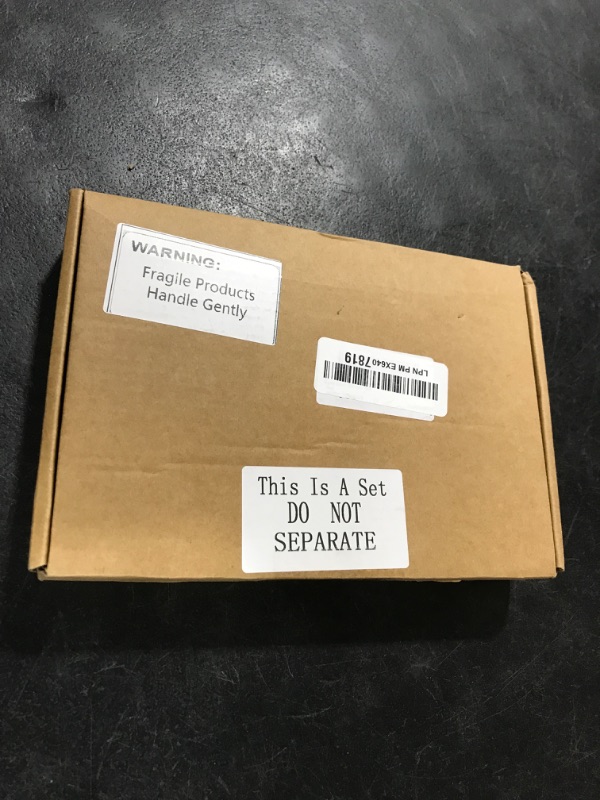 WARNING:
Fragile Products
Handle Gently
LPN PM EX640 7819
This Is A Set
DO NOT
SEPARATE